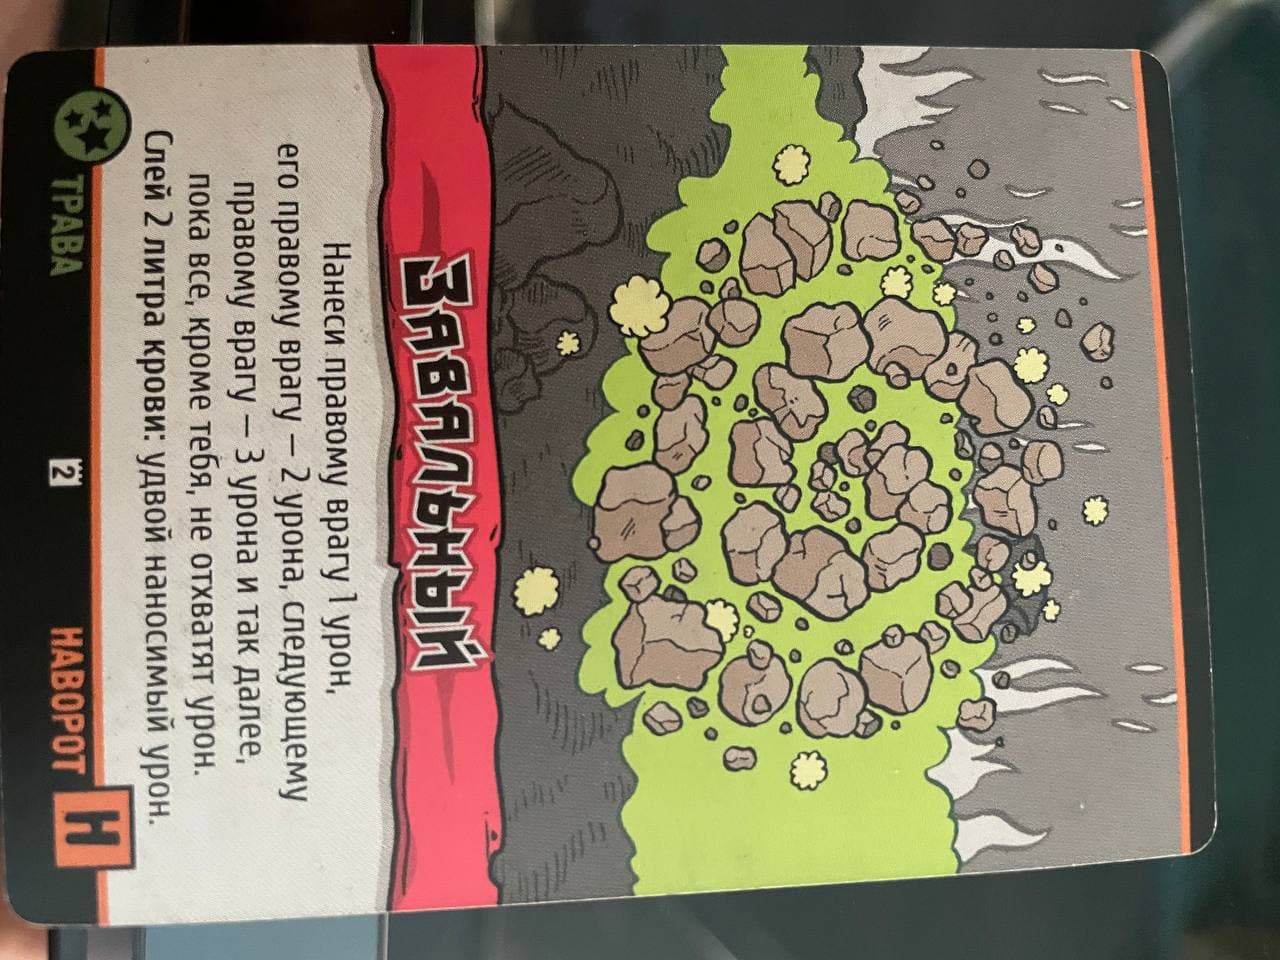 Завальный
Нанеси правому врагу 1 урон,
его правому врагу — 2 урона, следующему
правому врагу — 3 урона и так далее,
пока все, кроме тебя, не отхватят урон.
Слей 2 литра крови: удвой наносимый урон.
ТРАВА 2 НАВОРОТ Н